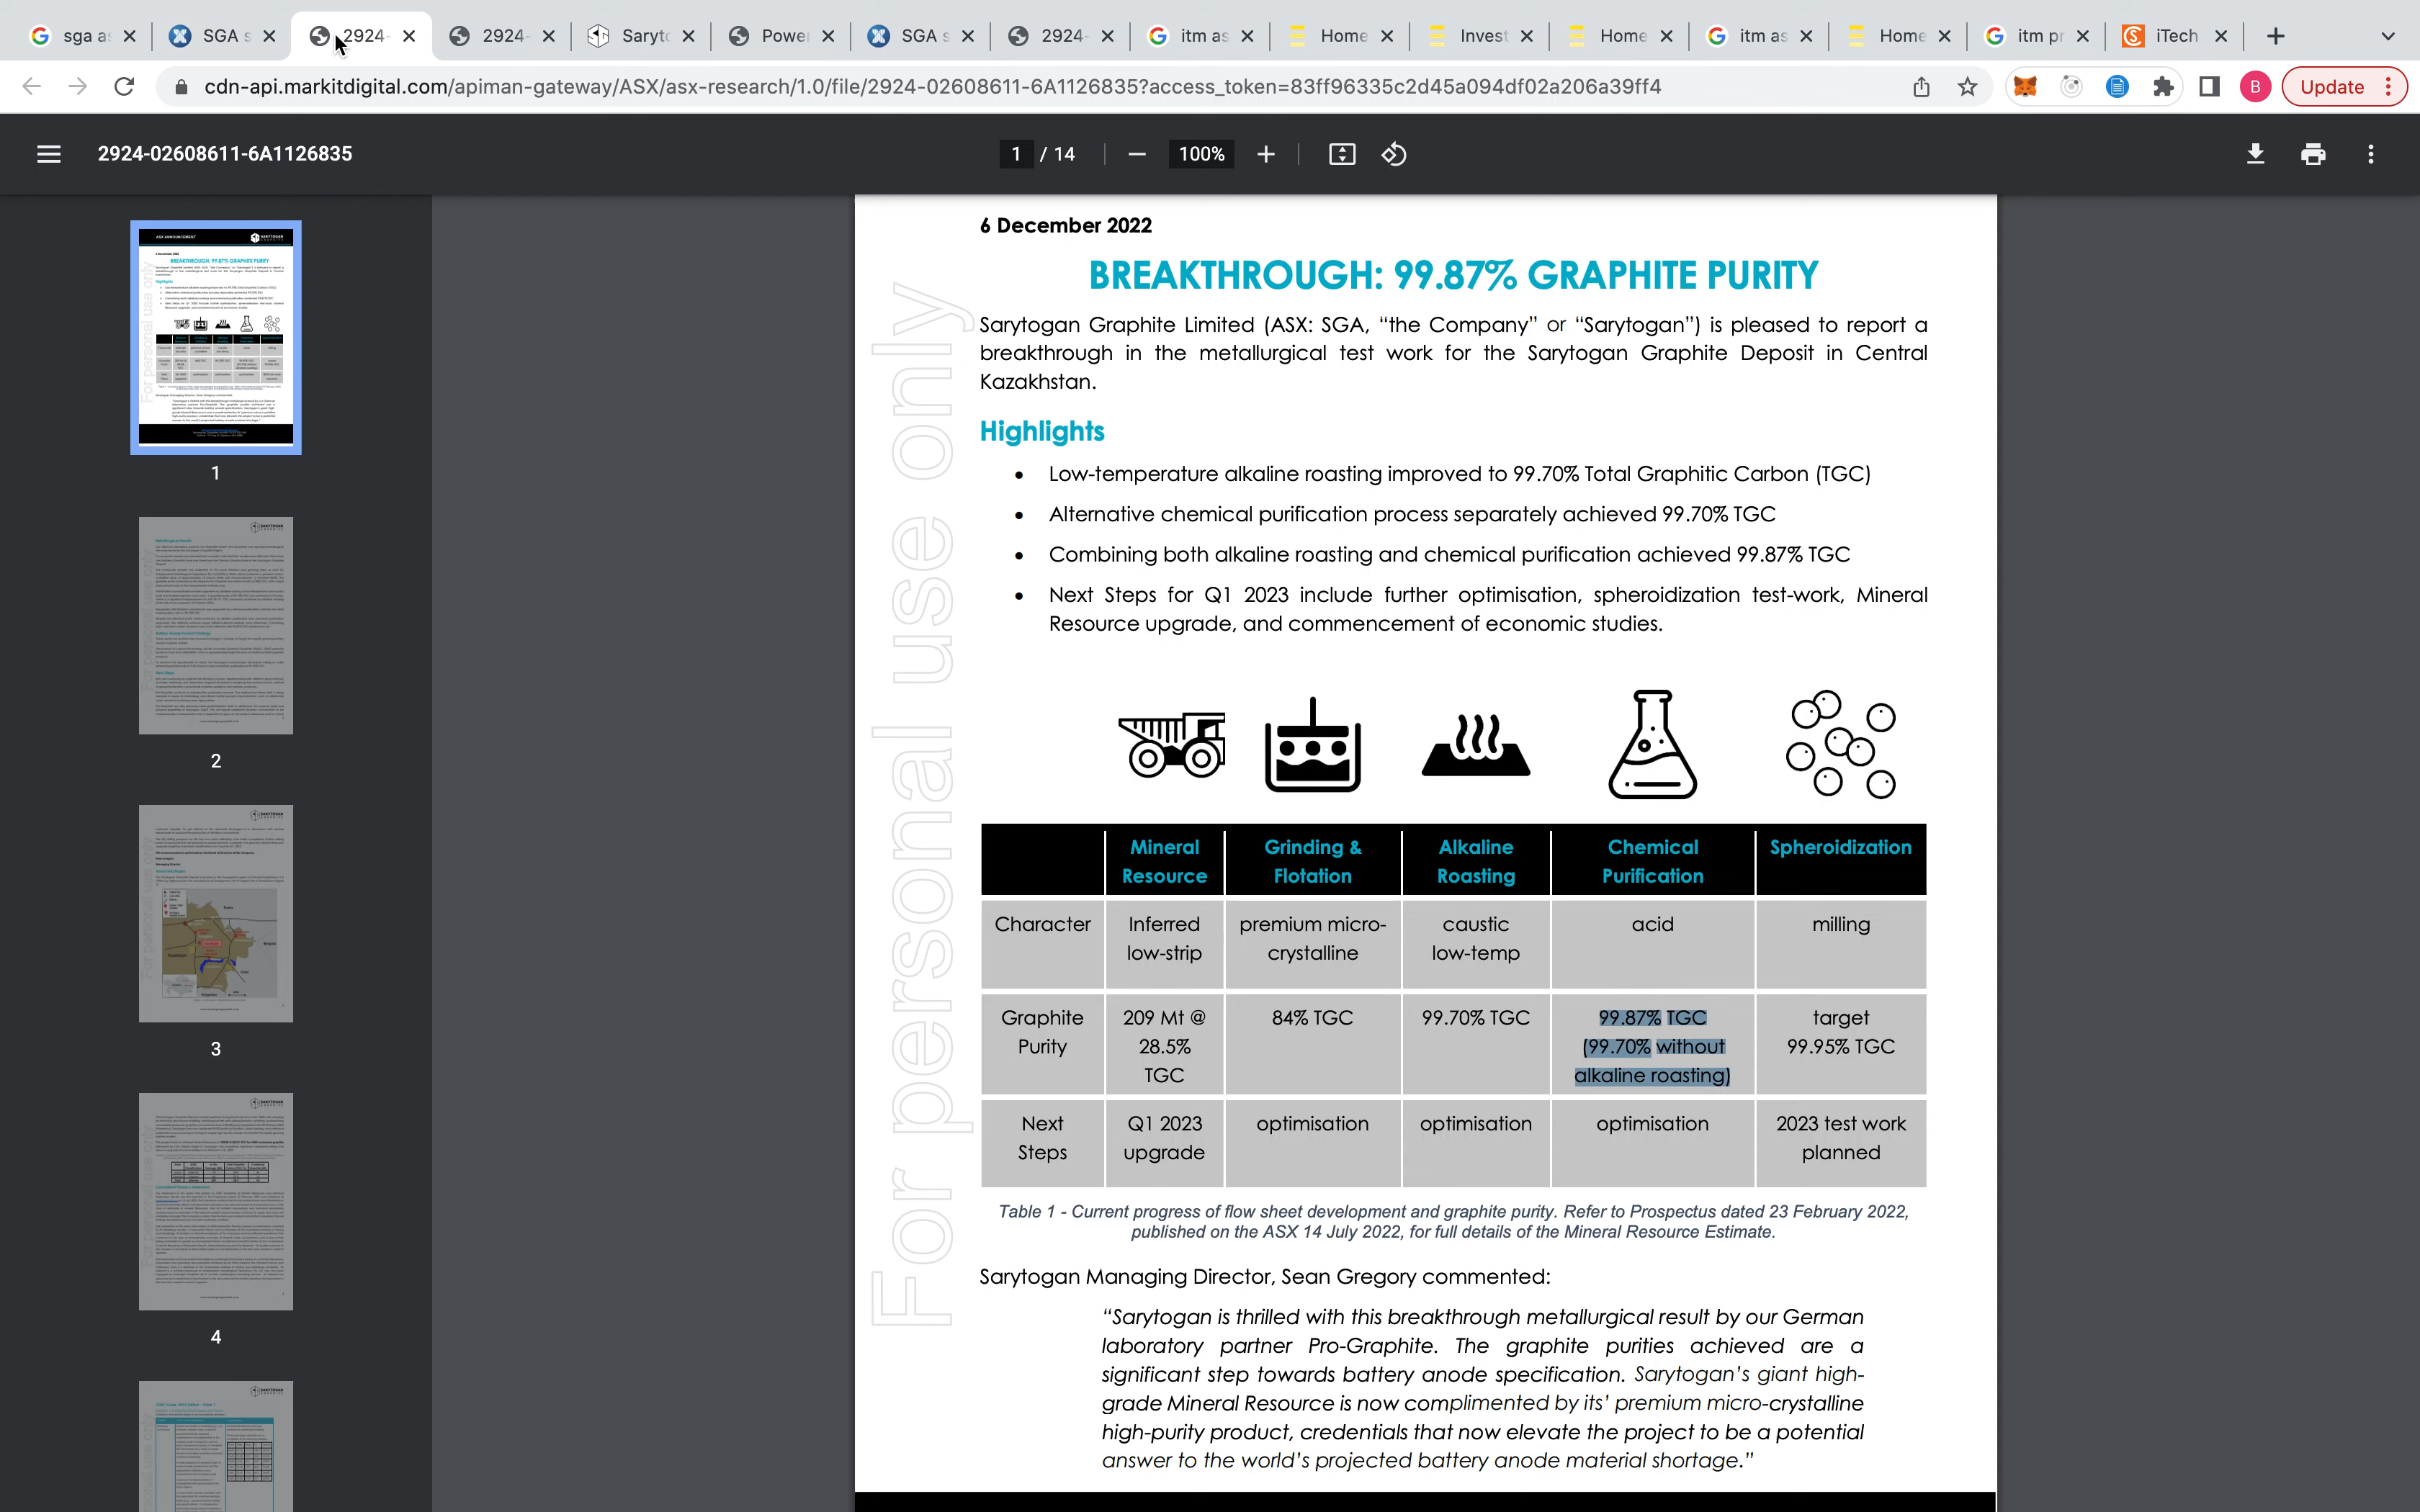 sga as
SGA s
2924-
2924-
Saryto
Power
SGA s
2924-
itm as
Home
Invest
Home
itm as
Home
itm pr
iTech
cdn-api.markitdigital.com/apiman-gateway/ASX/asx-research/1.0/file/2924-02608611-6A1126835?access_token=83ff96335c2d45a094df02a206a39ff4
B
Update
2924-02608611-6A1126835
1 / 14
100%
1
2
3
4
For personal use only
6 December 2022
BREAKTHROUGH: 99.87% GRAPHITE PURITY
Sarytogan Graphite Limited (ASX: SGA, “the Company” or “Sarytogan”) is pleased to report a
breakthrough in the metallurgical test work for the Sarytogan Graphite Deposit in Central
Kazakhstan.
Highlights
• Low-temperature alkaline roasting improved to 99.70% Total Graphitic Carbon (TGC)
• Alternative chemical purification process separately achieved 99.70% TGC
• Combining both alkaline roasting and chemical purification achieved 99.87% TGC
• Next Steps for Q1 2023 include further optimisation, spheroidization test-work, Mineral
Resource upgrade, and commencement of economic studies.
Mineral Resource
Grinding & Flotation
Alkaline Roasting
Chemical Purification
Spheroidization
Character
Inferred low-strip
premium micro-crystalline
caustic low-temp
acid
milling
Graphite Purity
209 Mt @ 28.5% TGC
84% TGC
99.70% TGC
99.87% TGC (99.70% without alkaline roasting)
target 99.95% TGC
Next Steps
Q1 2023 upgrade
optimisation
optimisation
optimisation
2023 test work planned
Table 1 - Current progress of flow sheet development and graphite purity. Refer to Prospectus dated 23 February 2022,
published on the ASX 14 July 2022, for full details of the Mineral Resource Estimate.
Sarytogan Managing Director, Sean Gregory commented:
“Sarytogan is thrilled with this breakthrough metallurgical result by our German
laboratory partner Pro-Graphite. The graphite purities achieved are a
significant step towards battery anode specification. Sarytogan’s giant high-
grade Mineral Resource is now complimented by its’ premium micro-crystalline
high-purity product, credentials that now elevate the project to be a potential
answer to the world’s projected battery anode material shortage.”